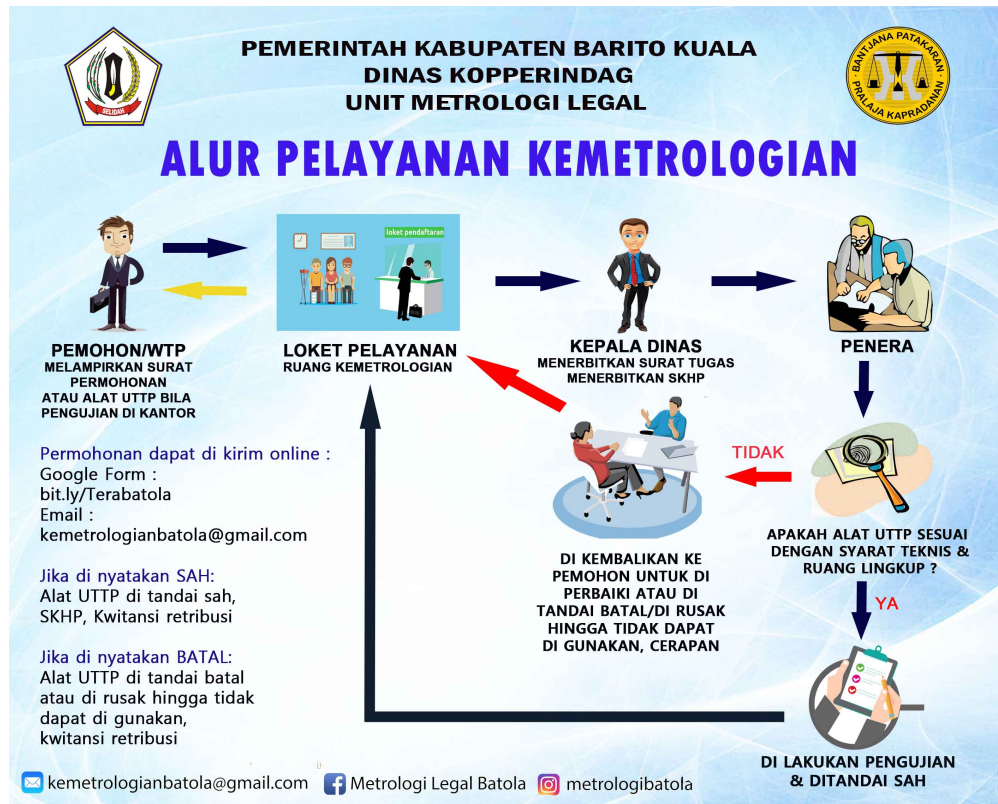 PEMERINTAH KABUPATEN BARITO KUALA
DINAS KOPPERINDAG
UNIT METROLOGI LEGAL
SELIDAH
BANTJANA PATAKARAN
PRALAJA KAPRADANAN
ALUR PELAYANAN KEMETROLOGIAN
loket pendaftaran
PEMOHON/WTP
MELAMPIRKAN SURAT
PERMOHONAN
ATAU ALAT UTTP BILA
PENGUJIAN DI KANTOR
LOKET PELAYANAN
RUANG KEMETROLOGIAN
KEPALA DINAS
MENERBITKAN SURAT TUGAS
MENERBITKAN SKHP
PENERA
APAKAH ALAT UTTP SESUAI
DENGAN SYARAT TEKNIS &
RUANG LINGKUP ?
TIDAK
DI KEMBALIKAN KE
PEMOHON UNTUK DI
PERBAIKI ATAU DI
TANDAI BATAL/DI RUSAK
HINGGA TIDAK DAPAT
DI GUNAKAN, CERAPAN
YA
DI LAKUKAN PENGUJIAN
& DITANDAI SAH
Permohonan dapat di kirim online :
Google Form :
bit.ly/Terabatola
Email :
kemetrologianbatola@gmail.com
Jika di nyatakan SAH:
Alat UTTP di tandai sah,
SKHP, Kwitansi retribusi
Jika di nyatakan BATAL:
Alat UTTP di tandai batal
atau di rusak hingga tidak
dapat di gunakan,
kwitansi retribusi
kemetrologianbatola@gmail.com
Metrologi Legal Batola
metrologibatola